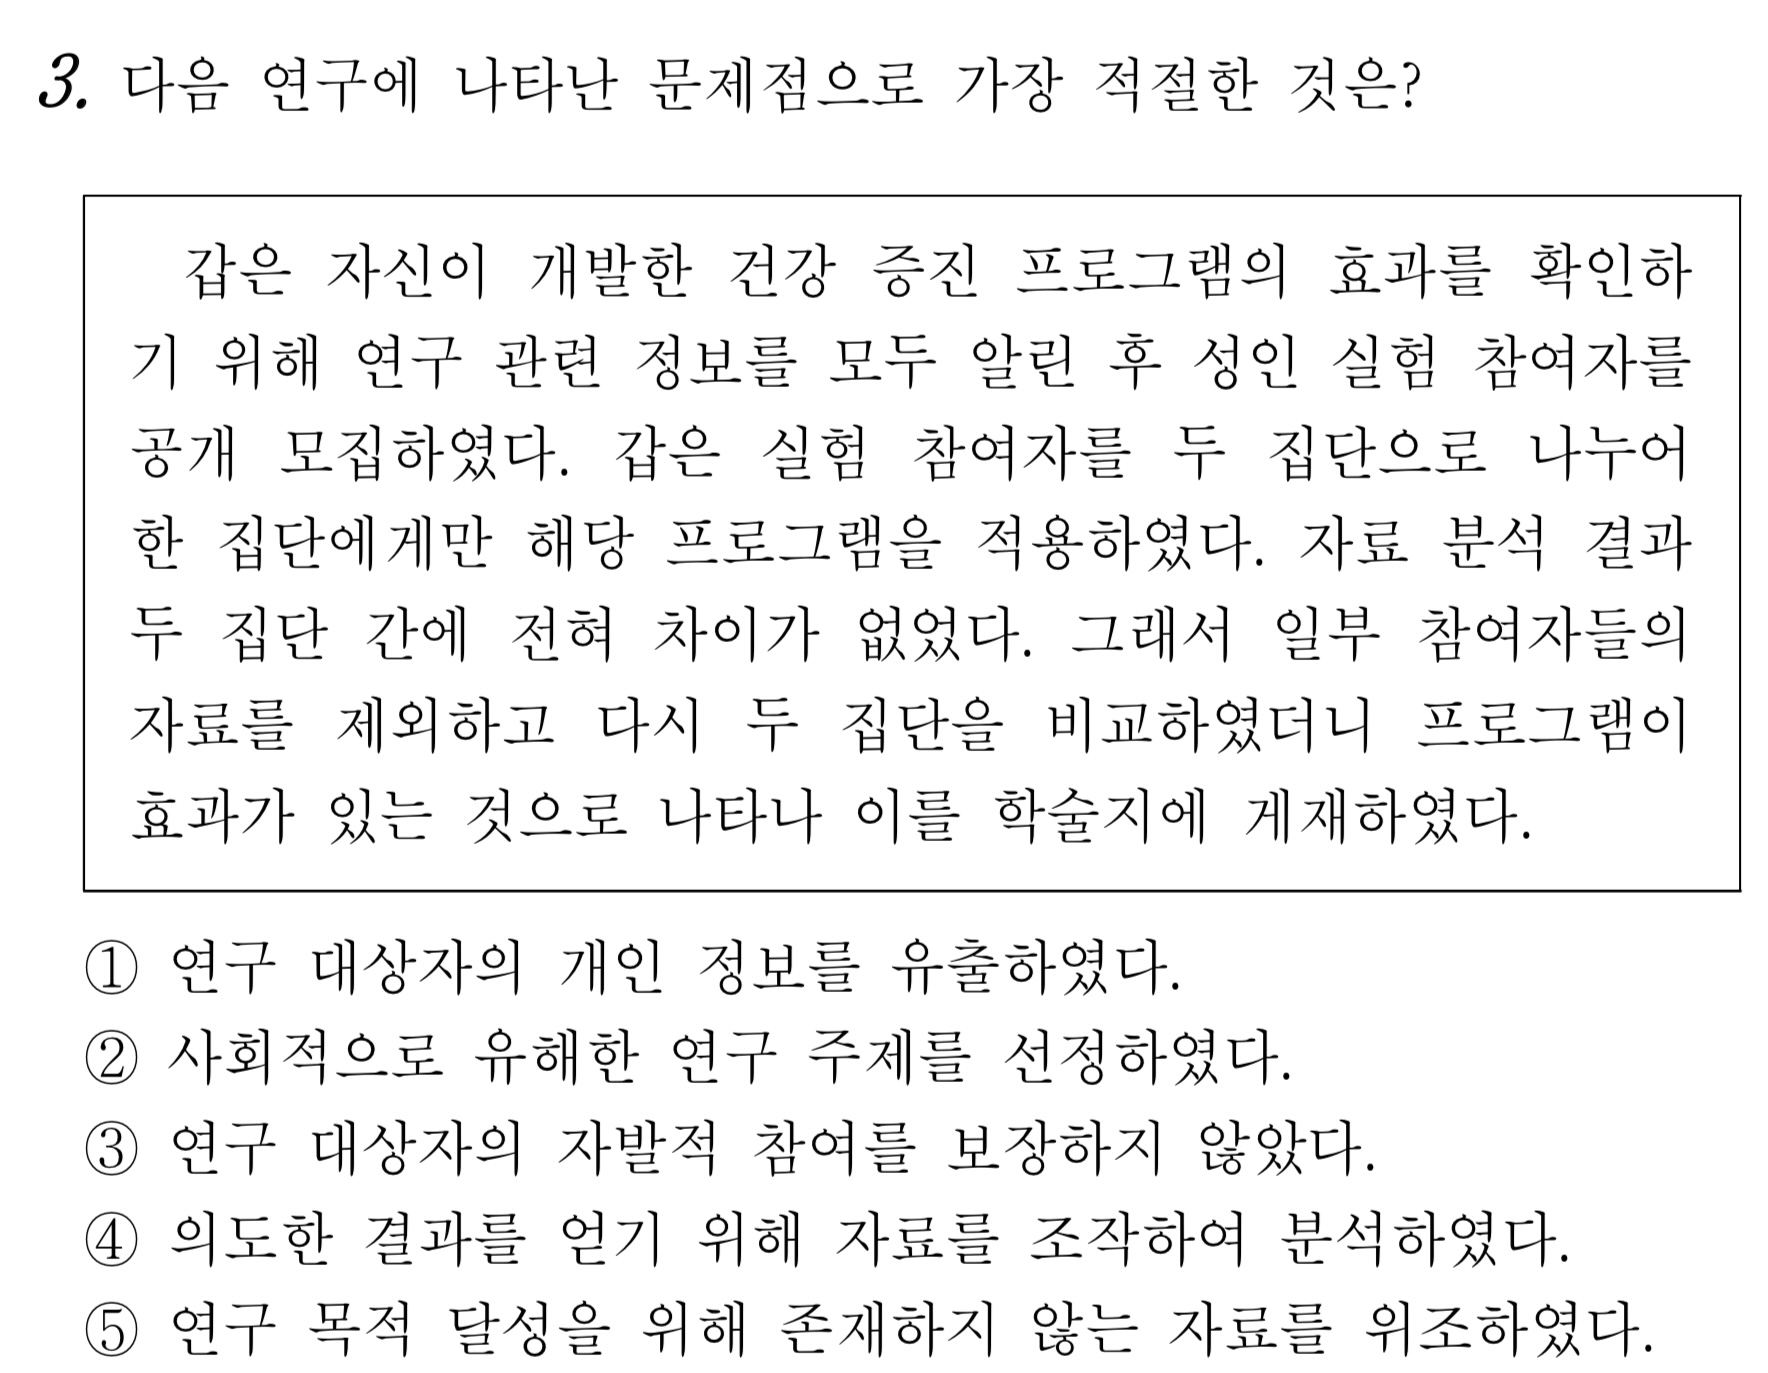 3. 다음 연구에 나타난 문제점으로 가장 적절한 것은?
갑은 자신이 개발한 건강 증진 프로그램의 효과를 확인하
기 위해 연구 관련 정보를 모두 알린 후 성인 실험 참여자를
공개 모집하였다. 갑은 실험 참여자를 두 집단으로 나누어
한 집단에게만 해당 프로그램을 적용하였다. 자료 분석 결과
두 집단 간에 전혀 차이가 없었다. 그래서 일부 참여자들의
자료를 제외하고 다시 두 집단을 비교하였더니 프로그램이
효과가 있는 것으로 나타나 이를 학술지에 게재하였다.
① 연구 대상자의 개인 정보를 유출하였다.
② 사회적으로 유해한 연구 주제를 선정하였다.
③ 연구 대상자의 자발적 참여를 보장하지 않았다.
④ 의도한 결과를 얻기 위해 자료를 조작하여 분석하였다.
⑤ 연구 목적 달성을 위해 존재하지 않는 자료를 위조하였다.